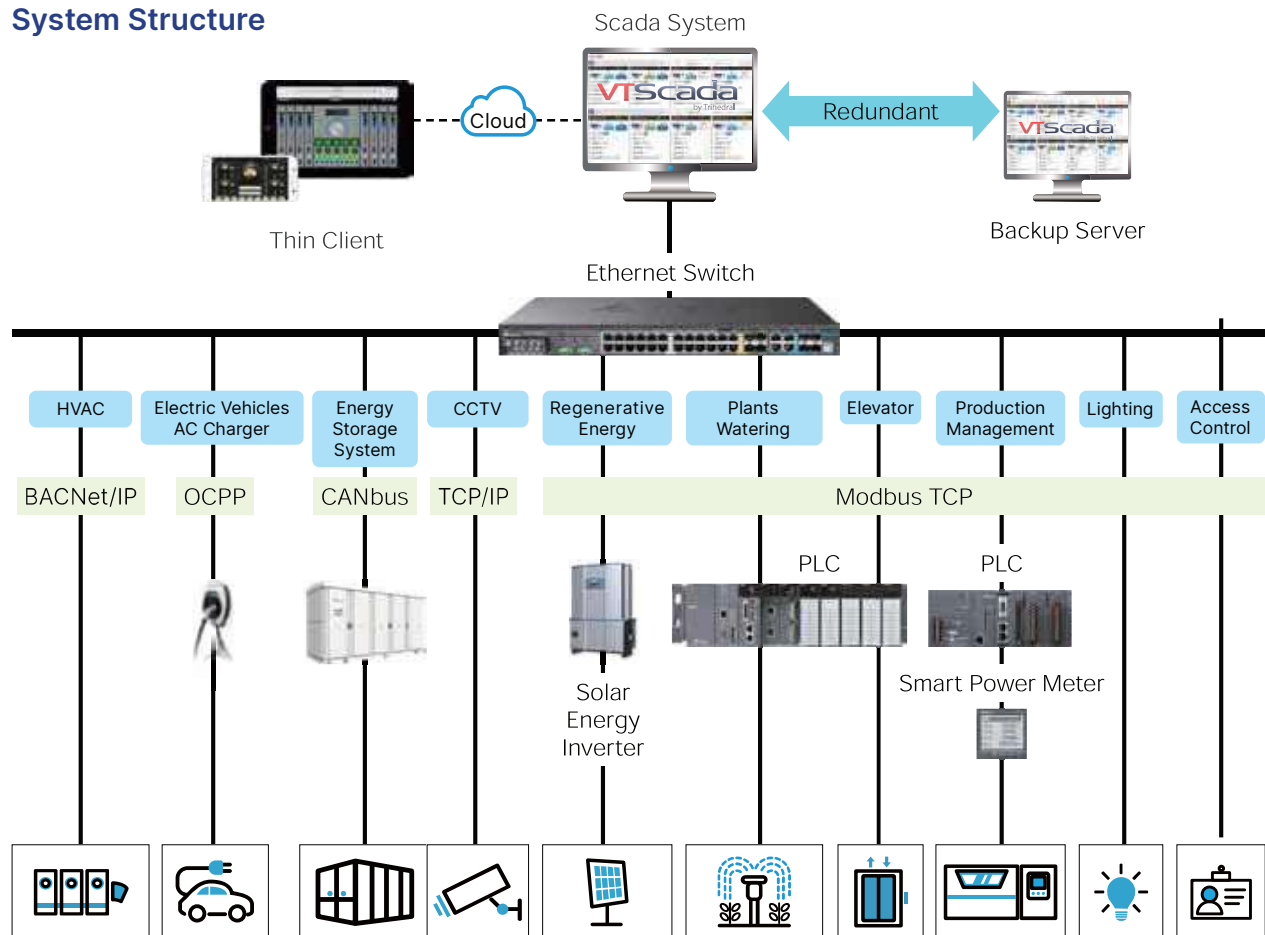 System Structure
Scada System
VTScada
by Trihedral
Cloud
Redundant
VTScada
Thin Client
Backup Server
Ethernet Switch
HVAC
Electric Vehicles
AC Charger
Energy
Storage
System
CCTV
Regenerative
Energy
Plants
Watering
Elevator
Production
Management
Lighting
Access
Control
BACNet/IP
OCPP
CANbus
TCP/IP
Modbus TCP
PLC
PLC
Solar
Energy
Inverter
Smart Power Meter